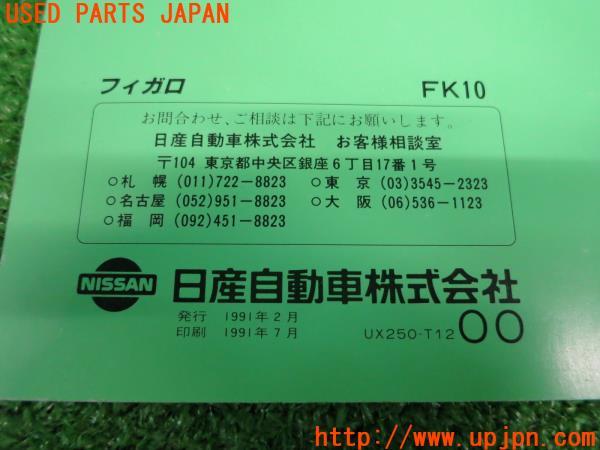 USED PARTS JAPAN
フィガロ FK10
お問合わせ、ご相談は下記にお願いします。
日産自動車株式会社 お客様相談室
〒104 東京都中央区銀座6丁目17番1号
○札 幌 (011)722-8823 ○東 京 (03)3545-2323
○名古屋 (052)951-8823 ○大 阪 (06)536-1123
○福 岡 (092)451-8823
NISSAN 日産自動車株式会社
発行 1991年2月
印刷 1991年7月 UX250-T12 00
http://www.upjpn.com